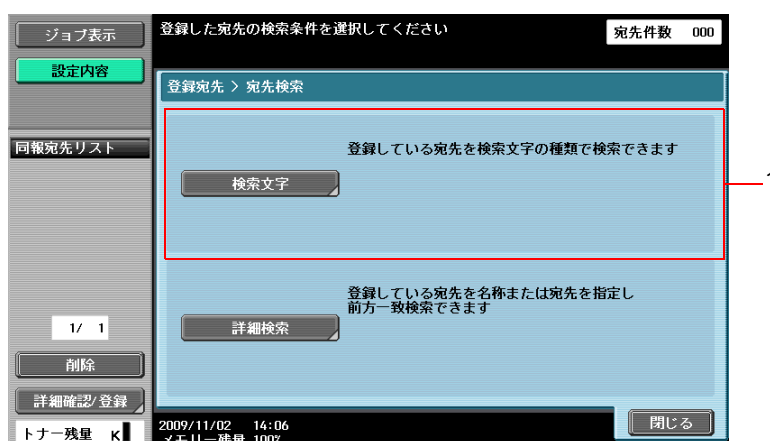 ジョブ表示
設定内容
同報宛先リスト
1/ 1
削除
詳細確認/登録
トナー残量 K
登録した宛先の検索条件を選択してください
宛先件数 000
登録宛先 > 宛先検索
登録している宛先を検索文字の種類で検索できます
検索文字
登録している宛先を名称または宛先を指定し
前方一致検索できます
詳細検索
2009/11/02 14:06
メモリー残量 100%
閉じる